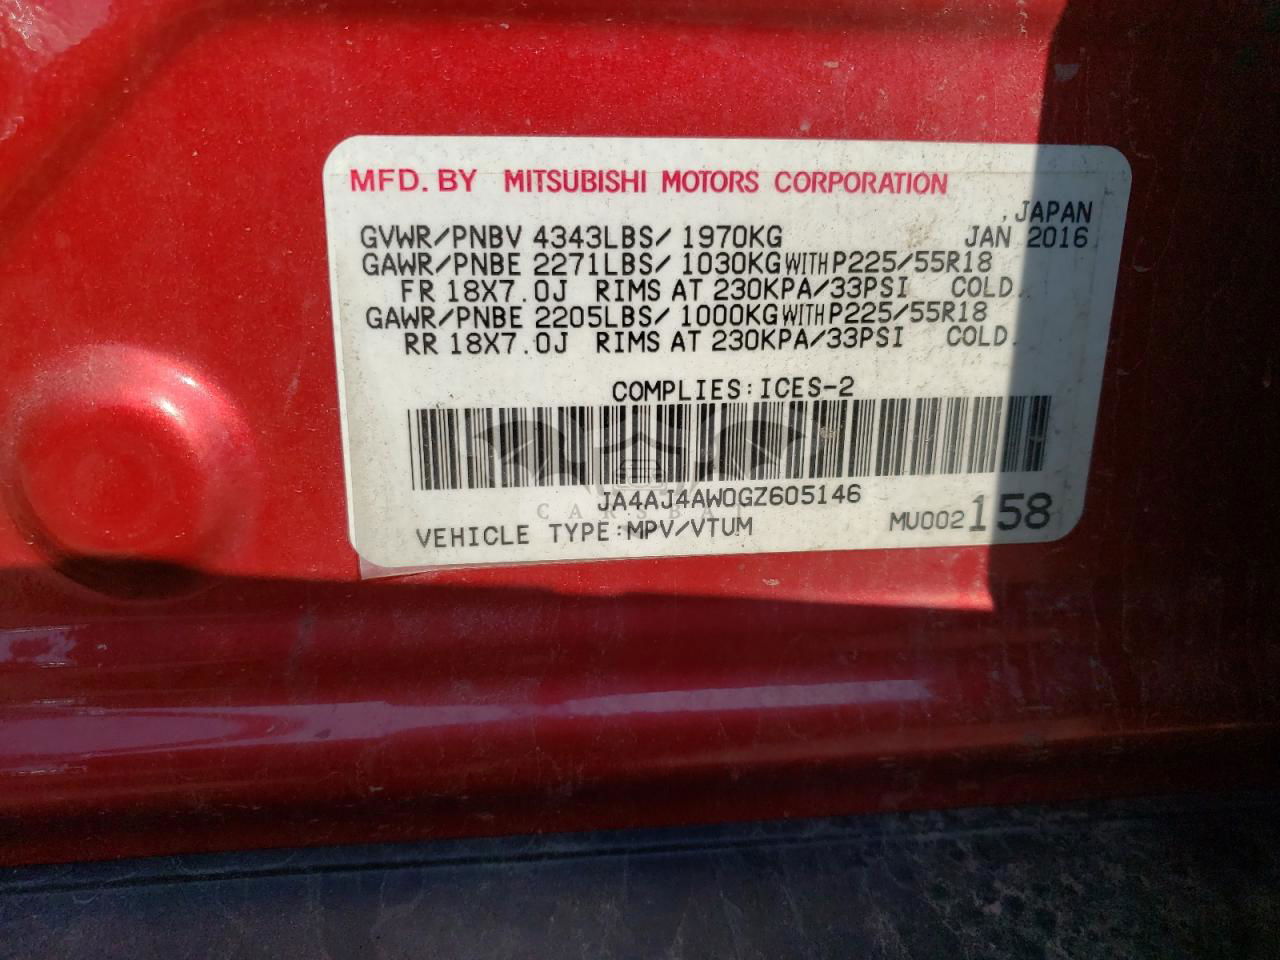 MFD. BY MITSUBISHI MOTORS CORPORATION
,JAPAN
GVWR/PNBV 4343LBS/ 1970KG JAN 2016
GAWR/PNBE 2271LBS/ 1030KG WITH P225/55R18
FR 18X7.0J RIMS AT 230KPA/33PSI COLD.
GAWR/PNBE 2205LBS/ 1000KG WITH P225/55R18
RR 18X7.0J RIMS AT 230KPA/33PSI COLD.
COMPLIES:ICES-2
JA4AJ4AW0GZ605146
CARSBAT
VEHICLE TYPE:MPV/VTUM MU002158